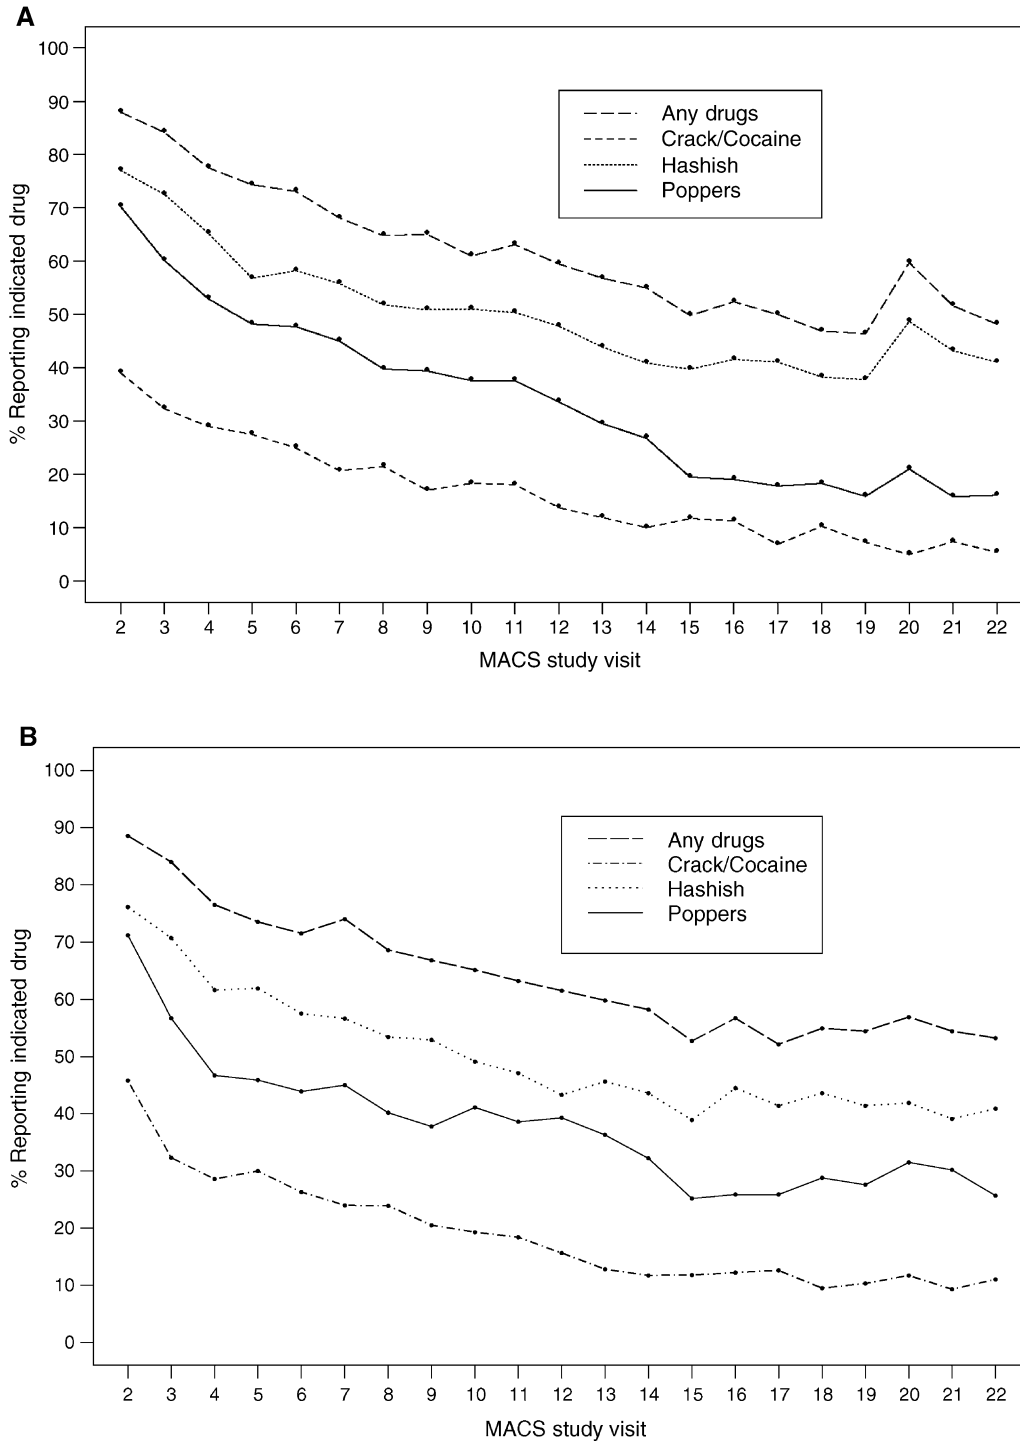 A
100
90
80
70
60
50
40
30
20
10
0
% Reporting indicated drug
Any drugs
Crack/Cocaine
Hashish
Poppers
2 3 4 5 6 7 8 9 10 11 12 13 14 15 16 17 18 19 20 21 22
MACS study visit
B
100
90
80
70
60
50
40
30
20
10
0
% Reporting indicated drug
Any drugs
Crack/Cocaine
Hashish
Poppers
2 3 4 5 6 7 8 9 10 11 12 13 14 15 16 17 18 19 20 21 22
MACS study visit